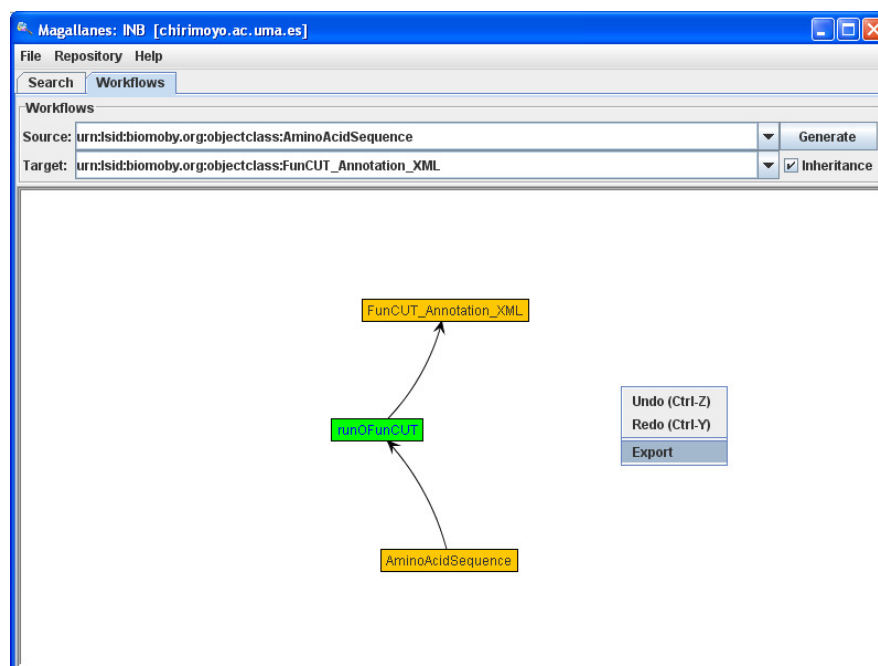 Magallanes: INB [chirimoyo.ac.uma.es]
File Repository Help
Search Workflows
Workflows
Source: urn:lsid:biomoby.org:objectclass:AminoAcidSequence Generate
Target: urn:lsid:biomoby.org:objectclass:FunCUT_Annotation_XML Inheritance
FunCUT_Annotation_XML
Undo (Ctrl-Z)
Redo (Ctrl-Y)
runOFunCUT
Export
AminoAcidSequence